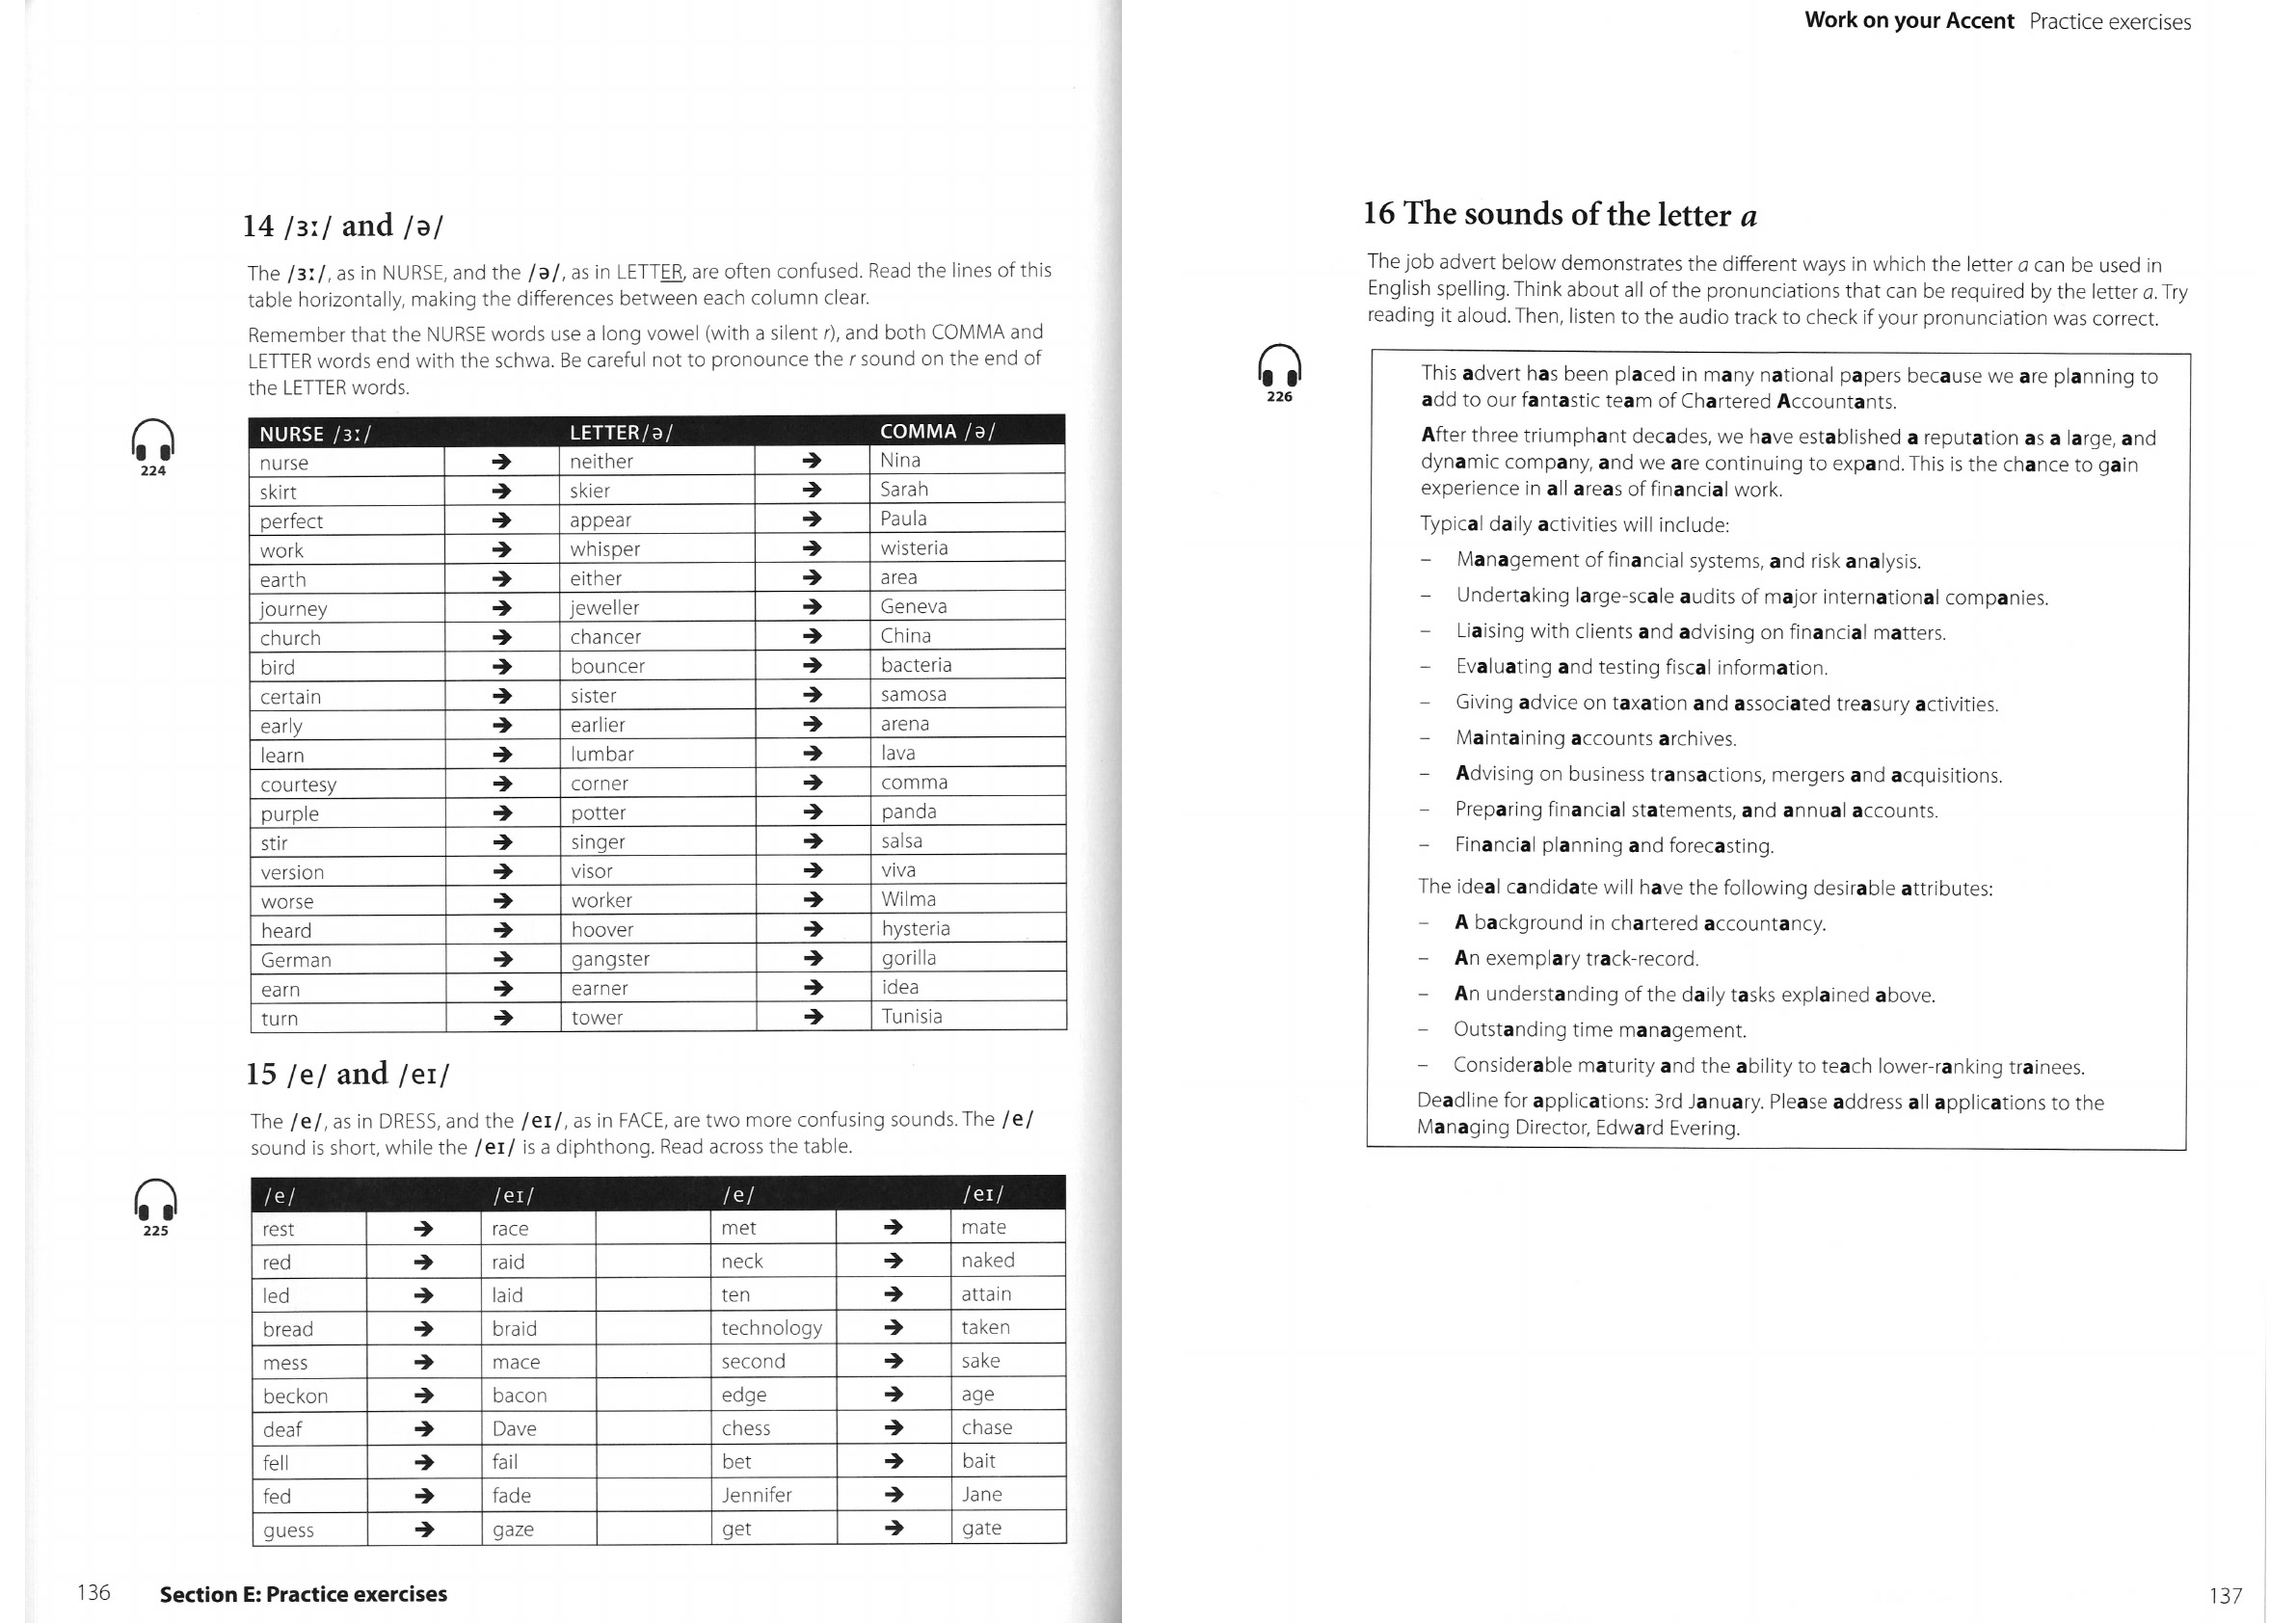 14 /ɜː/ and /ə/
The /ɜː/, as in NURSE, and the /ə/, as in LETTER, are often confused. Read the lines of this
table horizontally, making the differences between each column clear.
Remember that the NURSE words use a long vowel (with a silent r), and both COMMA and
LETTER words end with the schwa. Be careful not to pronounce the r sound on the end of
the LETTER words.
224
NURSE /ɜː/ LETTER/ə/ COMMA /ə/
nurse → neither → Nina
skirt → skier → Sarah
perfect → appear → Paula
work → whisper → wisteria
earth → either → area
journey → jeweller → Geneva
church → chancer → China
bird → bouncer → bacteria
certain → sister → samosa
early → earlier → arena
learn → lumbar → lava
courtesy → corner → comma
purple → potter → panda
stir → singer → salsa
version → visor → viva
worse → worker → Wilma
heard → hoover → hysteria
German → gangster → gorilla
earn → earner → idea
turn → tower → Tunisia
15 /e/ and /eɪ/
The /e/, as in DRESS, and the /eɪ/, as in FACE, are two more confusing sounds. The /e/
sound is short, while the /eɪ/ is a diphthong. Read across the table.
225
/e/ /eɪ/ /e/ /eɪ/
rest → race met → mate
red → raid neck → naked
led → laid ten → attain
bread → braid technology → taken
mess → mace second → sake
beckon → bacon edge → age
deaf → Dave chess → chase
fell → fail bet → bait
fed → fade Jennifer → Jane
guess → gaze get → gate
136 Section E: Practice exercises
Work on your Accent Practice exercises
16 The sounds of the letter a
The job advert below demonstrates the different ways in which the letter a can be used in
English spelling. Think about all of the pronunciations that can be required by the letter a. Try
reading it aloud. Then, listen to the audio track to check if your pronunciation was correct.
226
This advert has been placed in many national papers because we are planning to
add to our fantastic team of Chartered Accountants.
After three triumphant decades, we have established a reputation as a large, and
dynamic company, and we are continuing to expand. This is the chance to gain
experience in all areas of financial work.
Typical daily activities will include:
– Management of financial systems, and risk analysis.
– Undertaking large-scale audits of major international companies.
– Liaising with clients and advising on financial matters.
– Evaluating and testing fiscal information.
– Giving advice on taxation and associated treasury activities.
– Maintaining accounts archives.
– Advising on business transactions, mergers and acquisitions.
– Preparing financial statements, and annual accounts.
– Financial planning and forecasting.
The ideal candidate will have the following desirable attributes:
– A background in chartered accountancy.
– An exemplary track-record.
– An understanding of the daily tasks explained above.
– Outstanding time management.
– Considerable maturity and the ability to teach lower-ranking trainees.
Deadline for applications: 3rd January. Please address all applications to the
Managing Director, Edward Evering.
137